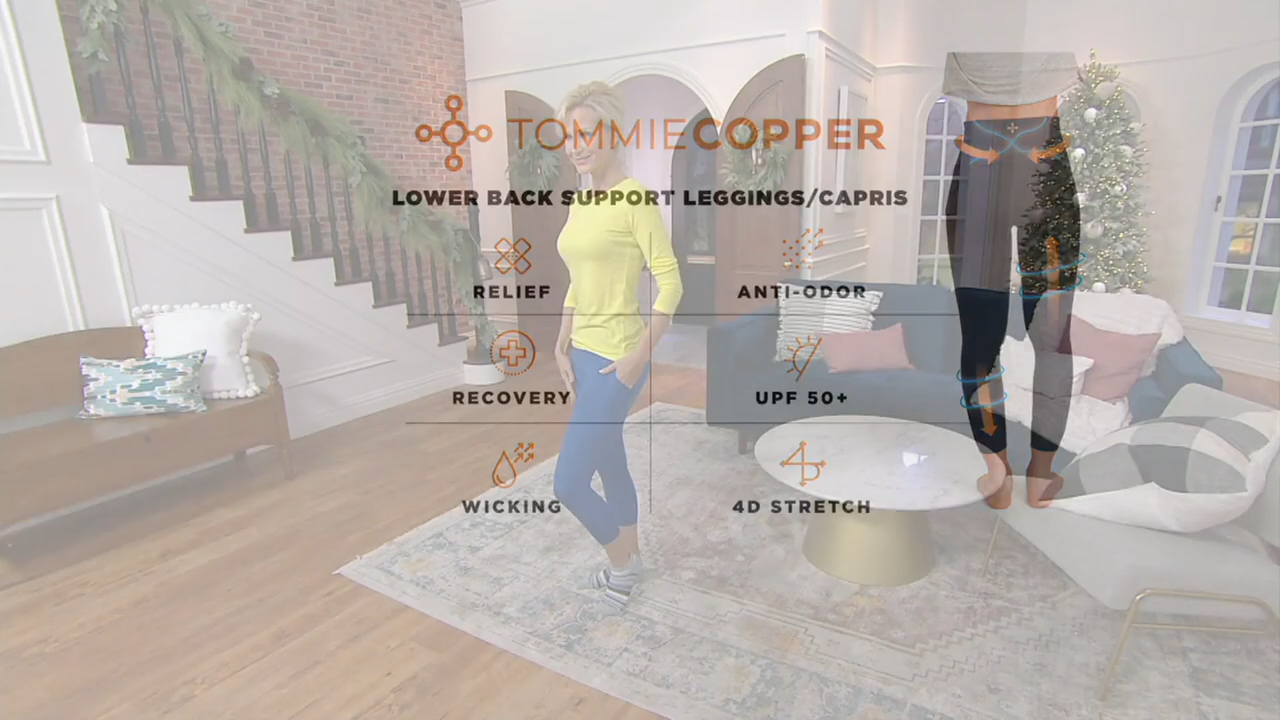 TOMMIECOPPER
LOWER BACK SUPPORT LEGGINGS/CAPRIS
RELIEF
ANTI-ODOR
RECOVERY
UPF 50+
WICKING
4D STRETCH